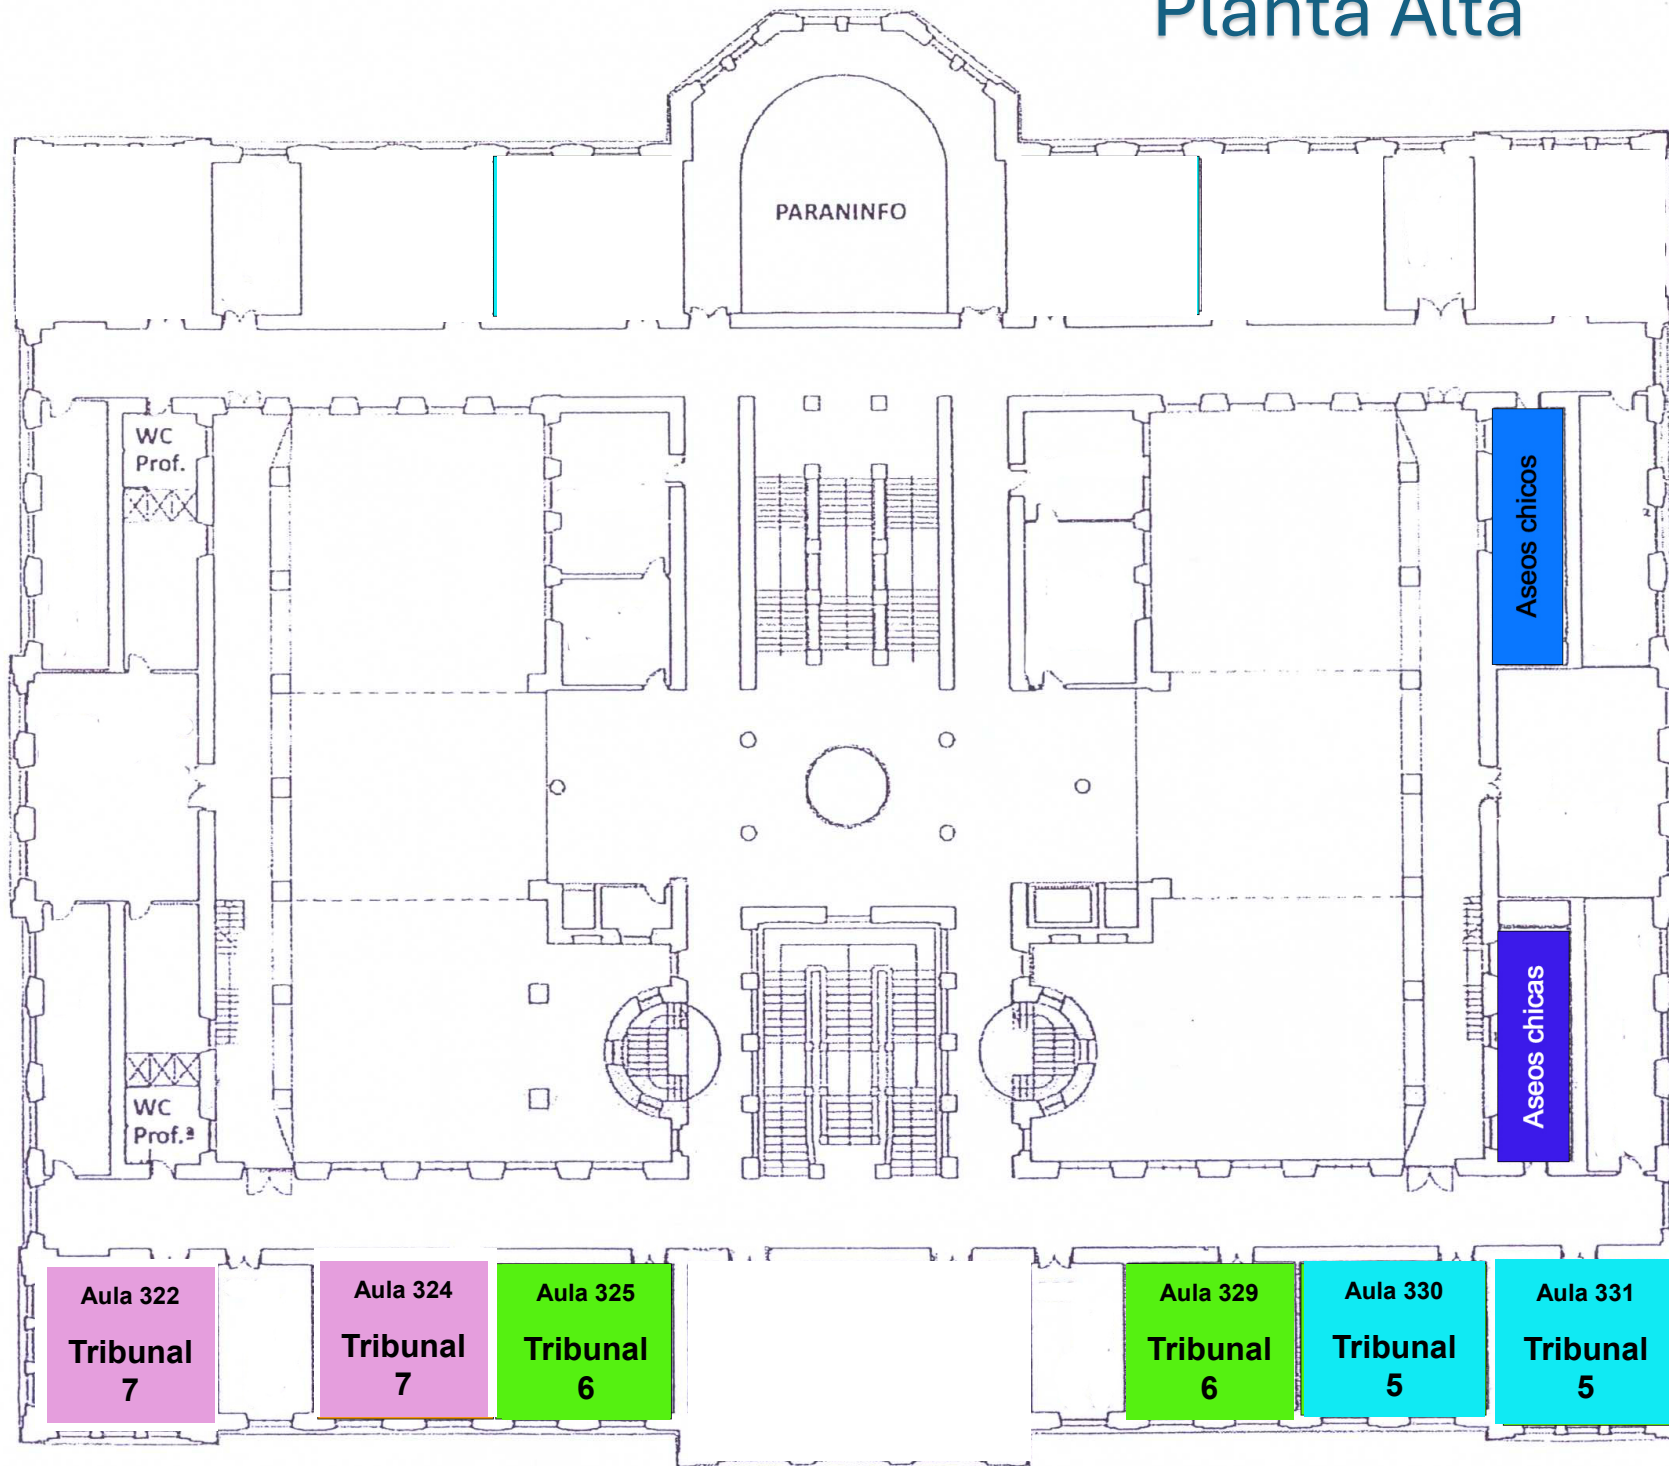 Planta Alta
PARANINFO
WC
Prof.
Aseos chicos
Aseos chicas
WC
Prof.ª
Aula 322
Tribunal
7
Aula 324
Tribunal
7
Aula 325
Tribunal
6
Aula 329
Tribunal
6
Aula 330
Tribunal
5
Aula 331
Tribunal
5